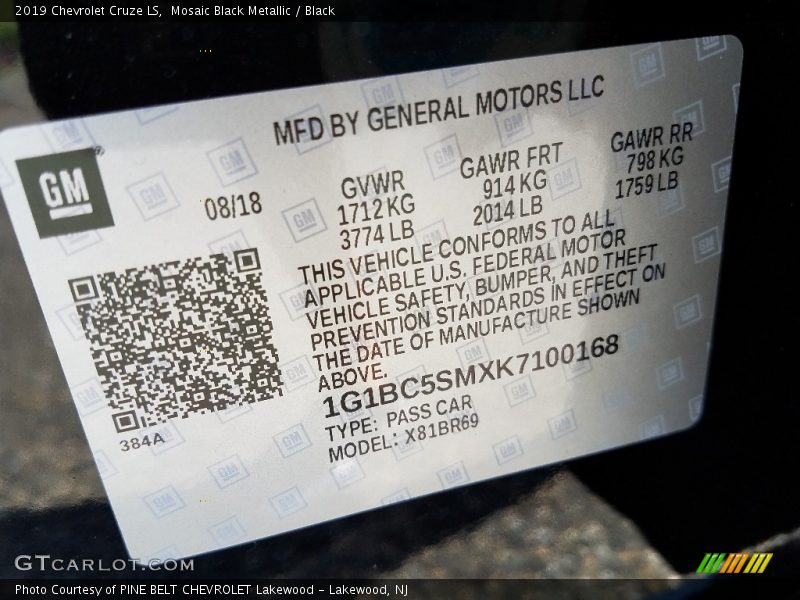 2019 Chevrolet Cruze LS,  Mosaic Black Metallic / Black
MFD BY GENERAL MOTORS LLC
GM
08/18
GVWR
1712 KG
3774 LB
GAWR FRT
914 KG
2014 LB
GAWR RR
798 KG
1759 LB
THIS VEHICLE CONFORMS TO ALL
APPLICABLE U.S. FEDERAL MOTOR
VEHICLE SAFETY, BUMPER, AND THEFT
PREVENTION STANDARDS IN EFFECT ON
THE DATE OF MANUFACTURE SHOWN
ABOVE.
1G1BC5SMXK7100168
TYPE: PASS CAR
MODEL: X81BR69
384A
GTCARLOT.COM
Photo Courtesy of PINE BELT CHEVROLET Lakewood - Lakewood, NJ